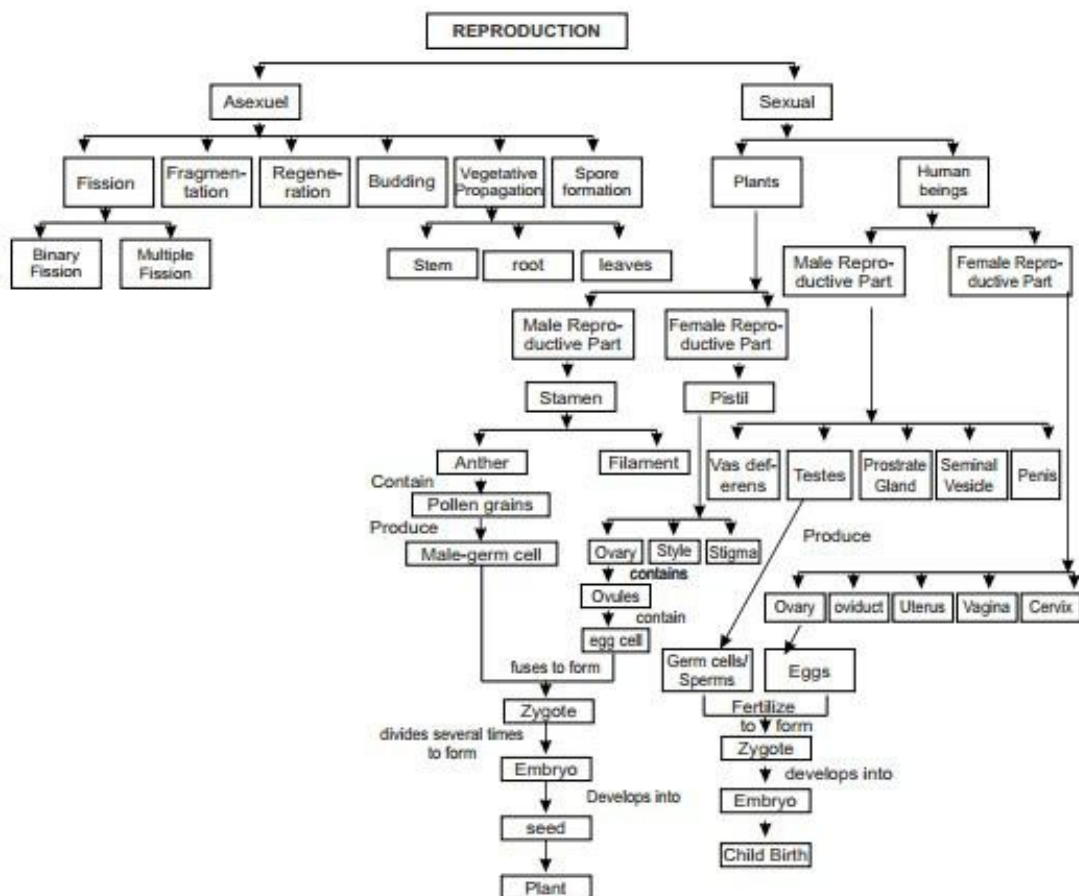 REPRODUCTION
Asexuel
Sexual
Fission
Fragmen-
tation
Regene-
ration
Budding
Vegetative
Propagation
Spore
formation
Plants
Human
beings
Binary
Fission
Multiple
Fission
Stem
root
leaves
Male Repro-
ductive Part
Female Repro-
ductive Part
Male Repro-
ductive Part
Female Repro-
ductive Part
Stamen
Pistil
Anther
Filament
Vas def-
erens
Testes
Prostrate
Gland
Seminal
Vesicle
Penis
Contain
Pollen grains
Produce
Male-germ cell
Ovary
Style
Stigma
Produce
contains
Ovules
contain
egg cell
Ovary
oviduct
Uterus
Vagina
Cervix
fuses to form
Germ cells/
Sperms
Eggs
Zygote
Fertilize
to form
divides several times
to form
Zygote
Embryo
develops into
Develops into
Embryo
seed
Child Birth
Plant